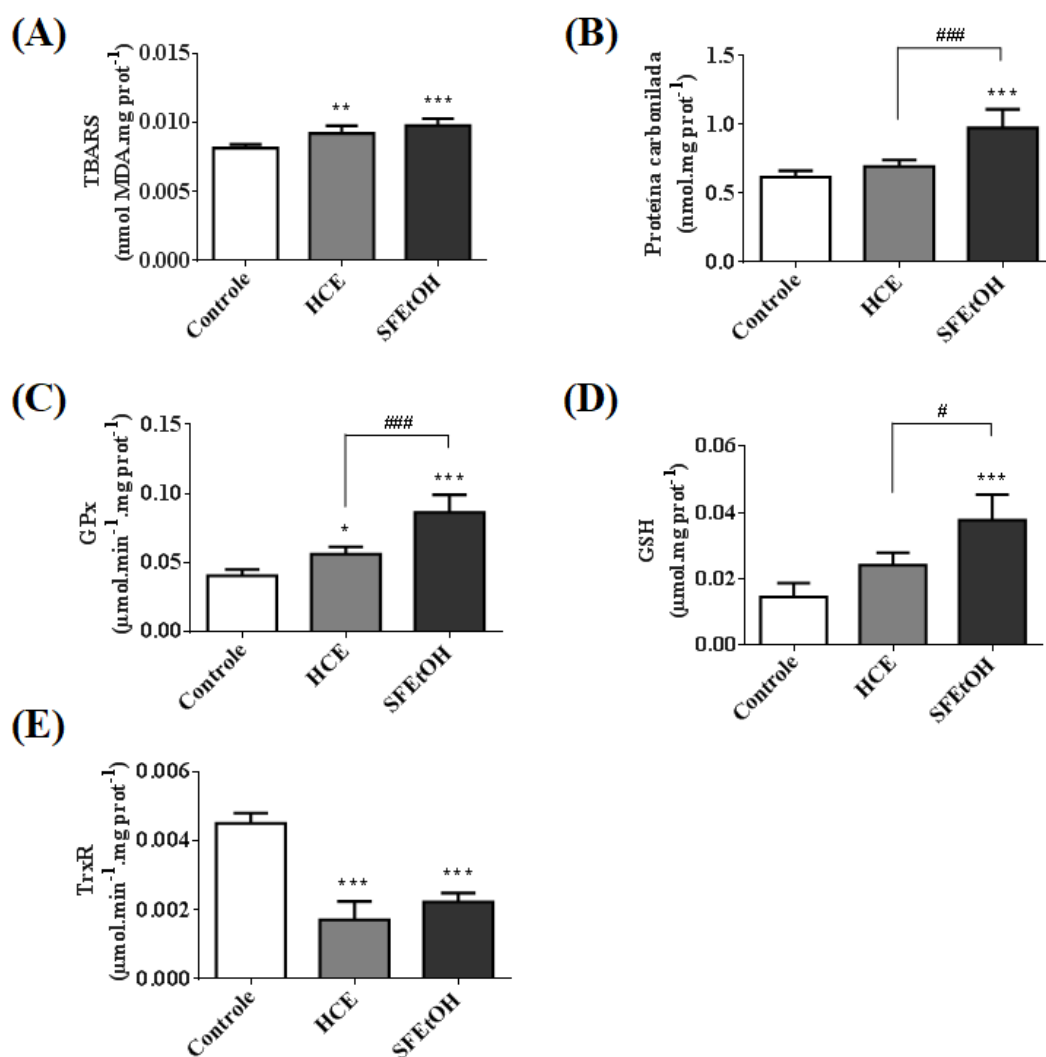 (A)
TBARS
(nmol MDA.mg prot⁻¹)
0.015
0.010
0.005
0.000
**
***
Controle
HCE
SFEtOH
(B)
Proteína carbonilada
(nmol.mg prot⁻¹)
1.5
1.0
0.5
0.0
###
***
Controle
HCE
SFEtOH
(C)
GPx
(µmol.min⁻¹.mg prot⁻¹)
0.15
0.10
0.05
0.00
###
*
***
Controle
HCE
SFEtOH
(D)
GSH
(µmol.mg prot⁻¹)
0.06
0.04
0.02
0.00
#
***
Controle
HCE
SFEtOH
(E)
TrxR
(µmol.min⁻¹.mg prot⁻¹)
0.006
0.004
0.002
0.000
***
***
Controle
HCE
SFEtOH